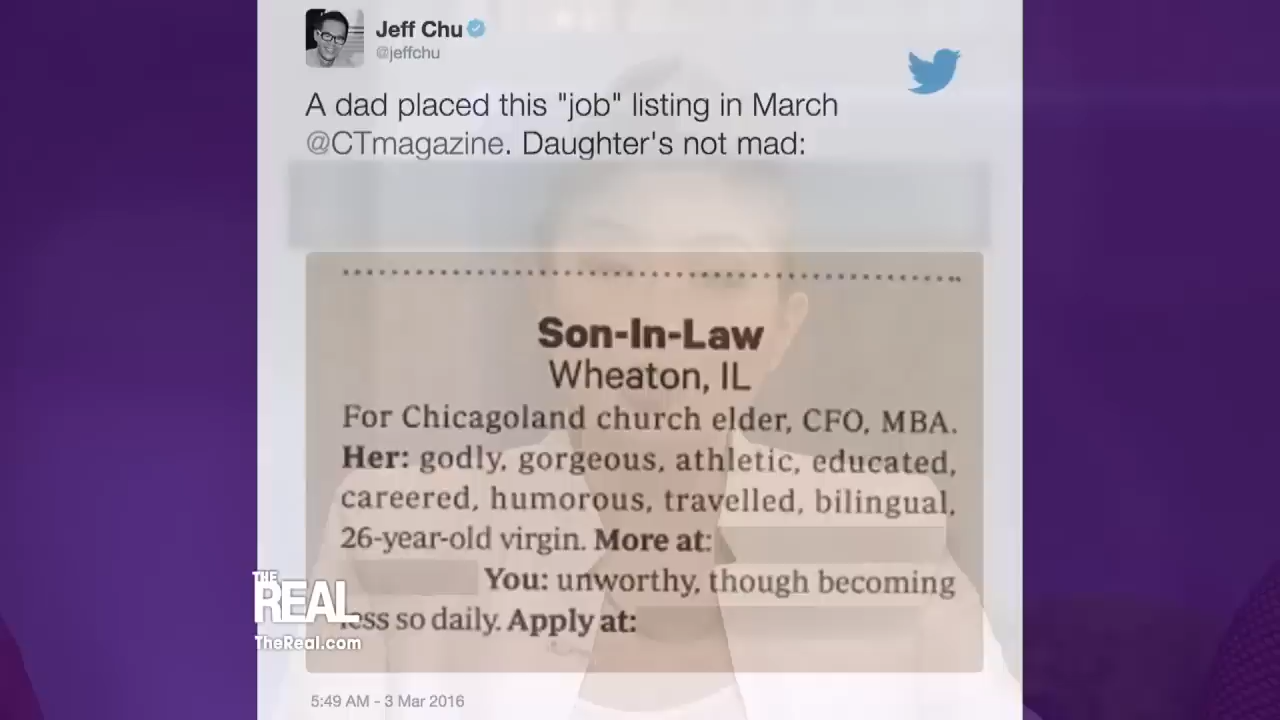 Jeff Chu
@jeffchu
A dad placed this "job" listing in March
@CTmagazine. Daughter's not mad:
Son-In-Law
Wheaton, IL
For Chicagoland church elder, CFO, MBA.
Her: godly, gorgeous, athletic, educated,
careered, humorous, travelled, bilingual,
26-year-old virgin. More at:
You: unworthy, though becoming
less so daily. Apply at:
5:49 AM - 3 Mar 2016
THE
REAL
TheReal.com